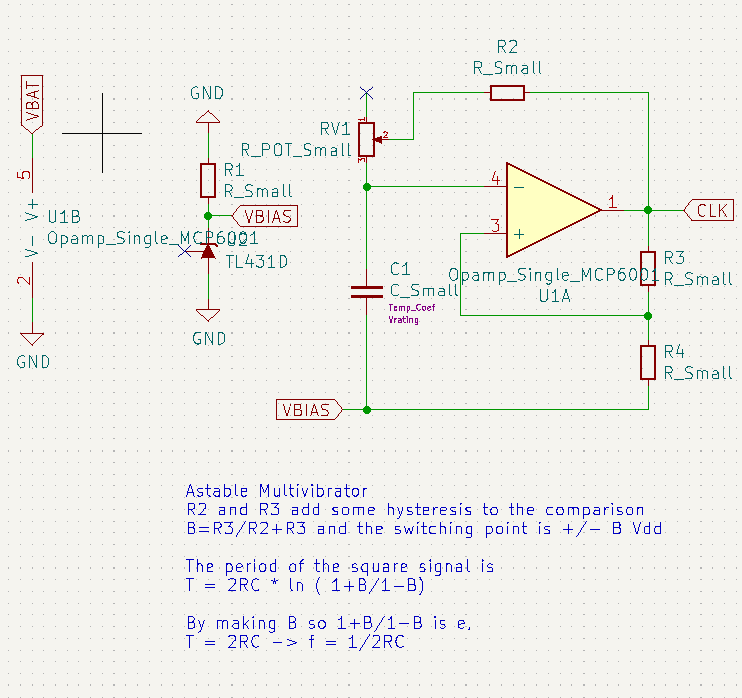 R2
R_Small
VBAT
GND
RV1
R_POT_Small
1
2
3
R1
R_Small
5
4
1
CLK
U1B
V+
VBIAS
3
Opamp_Single_MCP6001
V-
TL431D
2
C1
C_Small
Temp_Coef
Vrating
Opamp_Single_MCP6001
U1A
R3
R_Small
GND
GND
R4
R_Small
VBIAS
Astable Multivibrator
R2 and R3 add some hysteresis to the comparison
B=R3/R2+R3 and the switching point is +/- B Vdd
The period of the square signal is
T = 2RC * ln ( 1+B/1-B)
By making B so 1+B/1-B is e,
T = 2RC -> f = 1/2RC